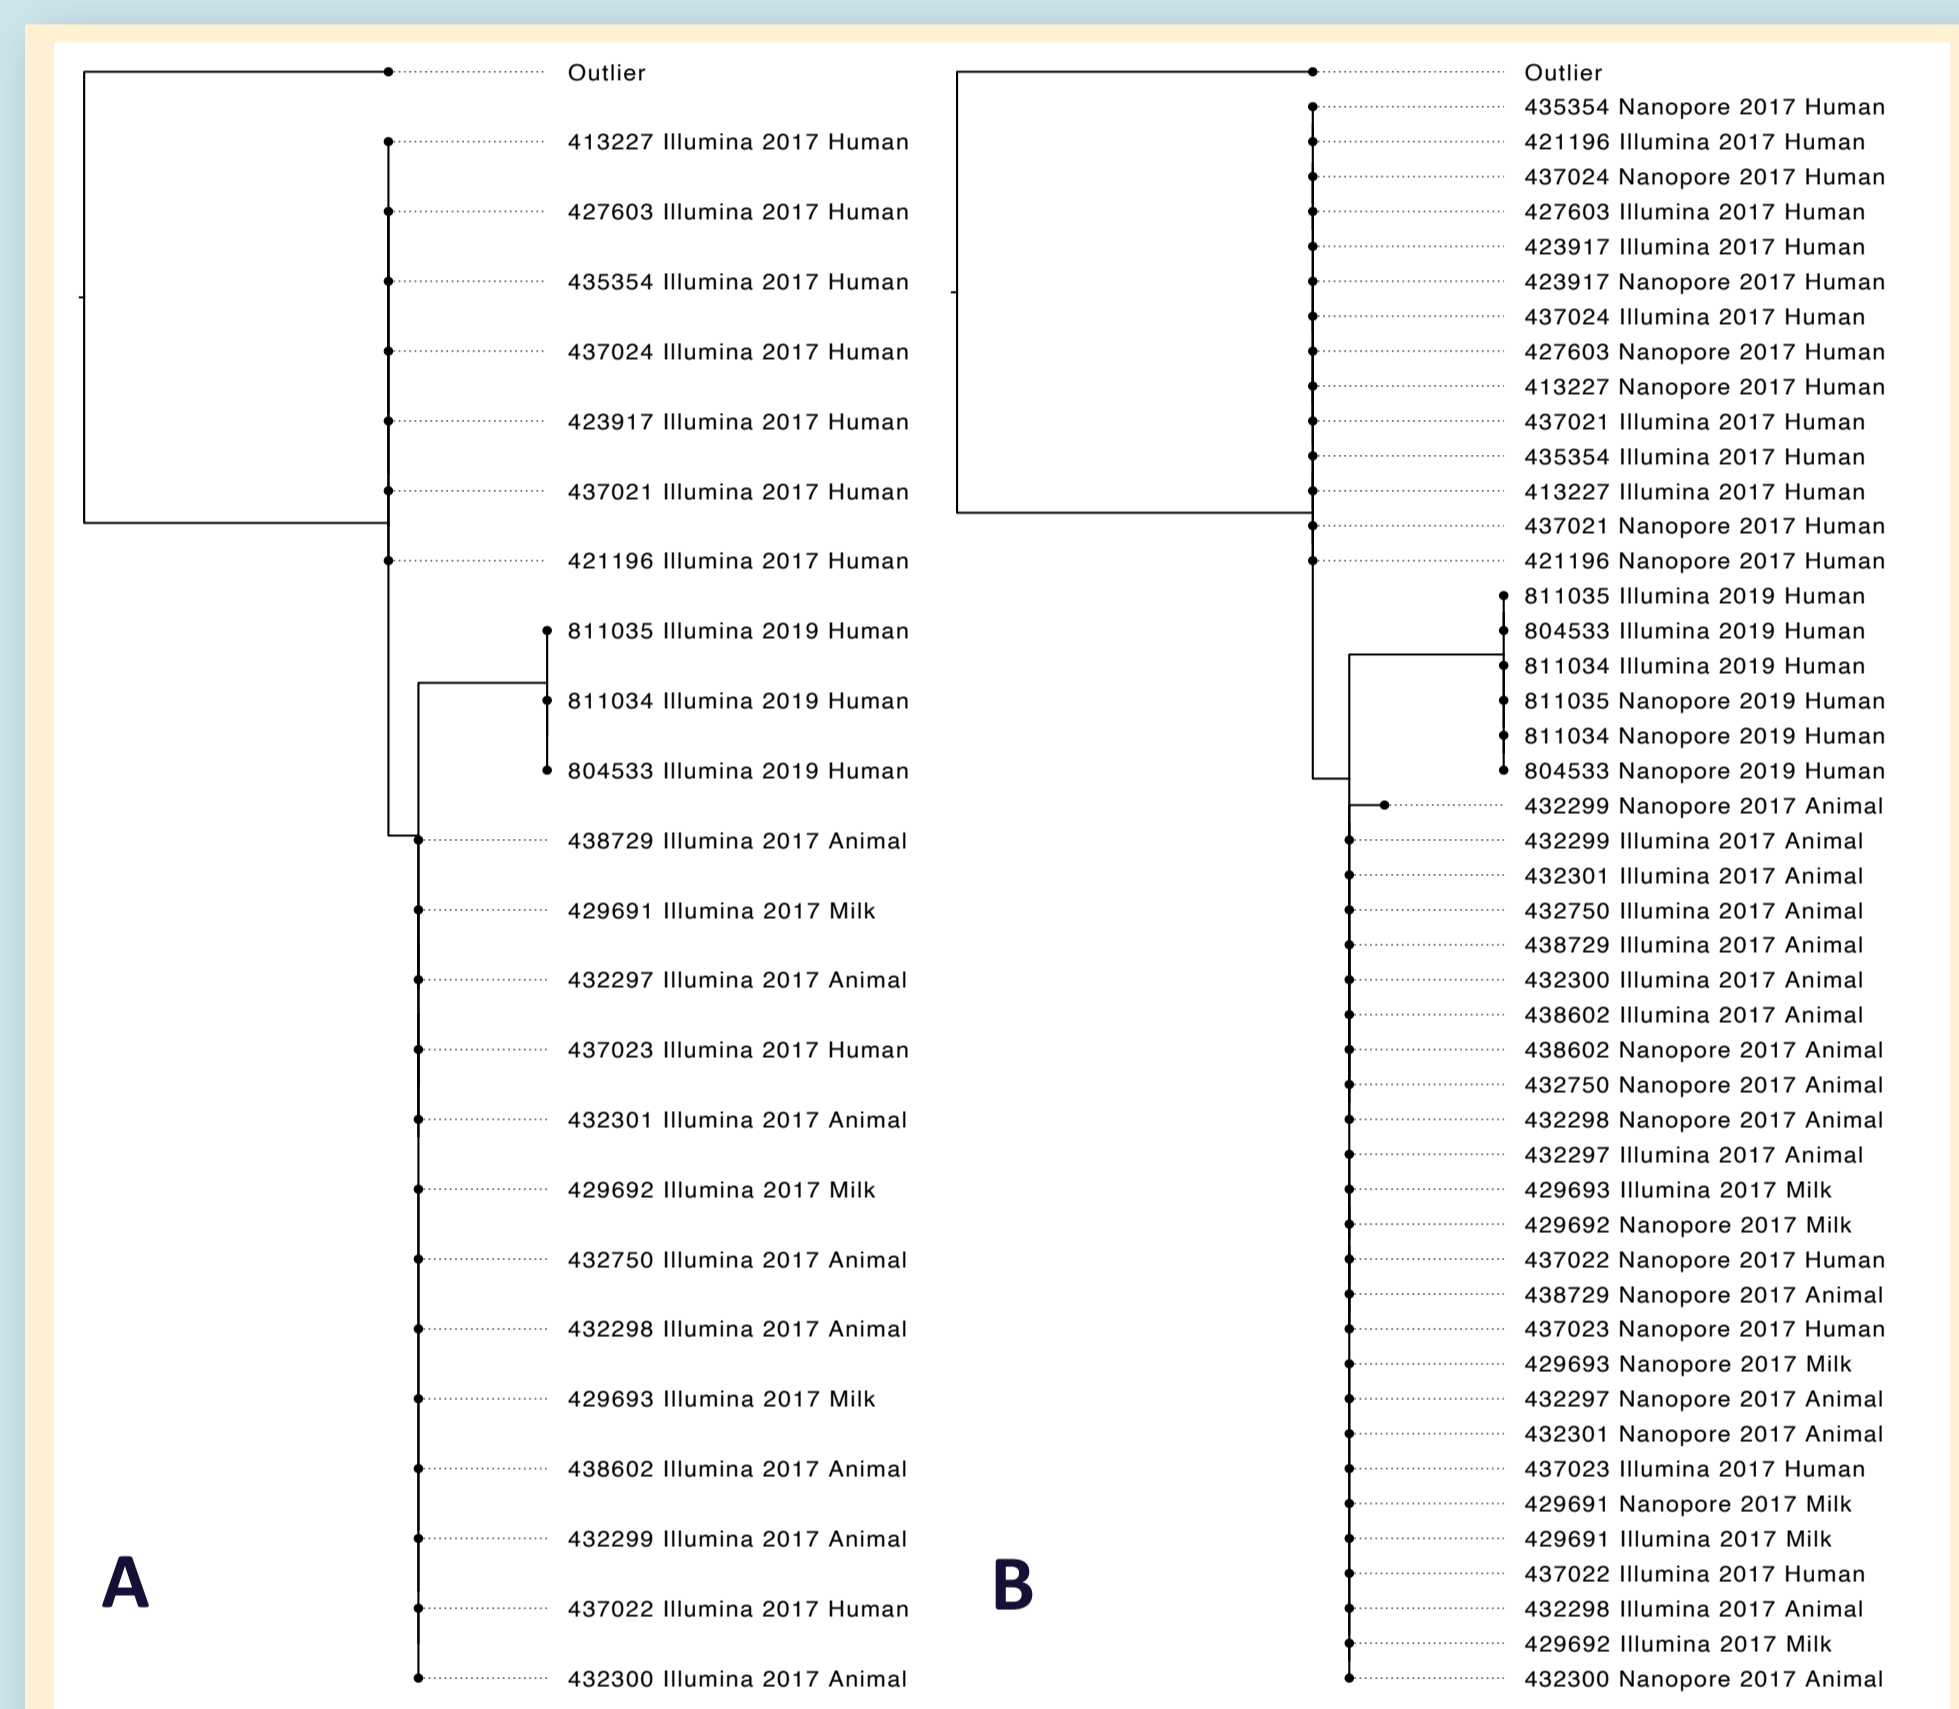 Outlier
413227 Illumina 2017 Human
427603 Illumina 2017 Human
435354 Illumina 2017 Human
437024 Illumina 2017 Human
423917 Illumina 2017 Human
437021 Illumina 2017 Human
421196 Illumina 2017 Human
811035 Illumina 2019 Human
811034 Illumina 2019 Human
804533 Illumina 2019 Human
438729 Illumina 2017 Animal
429691 Illumina 2017 Milk
432297 Illumina 2017 Animal
437023 Illumina 2017 Human
432301 Illumina 2017 Animal
429692 Illumina 2017 Milk
432750 Illumina 2017 Animal
432298 Illumina 2017 Animal
429693 Illumina 2017 Milk
438602 Illumina 2017 Animal
432299 Illumina 2017 Animal
437022 Illumina 2017 Human
432300 Illumina 2017 Animal
A
Outlier
435354 Nanopore 2017 Human
421196 Illumina 2017 Human
437024 Nanopore 2017 Human
427603 Illumina 2017 Human
423917 Illumina 2017 Human
423917 Nanopore 2017 Human
437024 Illumina 2017 Human
427603 Nanopore 2017 Human
413227 Nanopore 2017 Human
437021 Illumina 2017 Human
435354 Illumina 2017 Human
413227 Illumina 2017 Human
437021 Nanopore 2017 Human
421196 Nanopore 2017 Human
811035 Illumina 2019 Human
804533 Illumina 2019 Human
811034 Illumina 2019 Human
811035 Nanopore 2019 Human
811034 Nanopore 2019 Human
804533 Nanopore 2019 Human
432299 Nanopore 2017 Animal
432299 Illumina 2017 Animal
432301 Illumina 2017 Animal
432750 Illumina 2017 Animal
438729 Illumina 2017 Animal
432300 Illumina 2017 Animal
438602 Illumina 2017 Animal
438602 Nanopore 2017 Animal
432750 Nanopore 2017 Animal
432298 Nanopore 2017 Animal
432297 Illumina 2017 Animal
429693 Illumina 2017 Milk
429692 Nanopore 2017 Milk
437022 Nanopore 2017 Human
438729 Nanopore 2017 Animal
437023 Nanopore 2017 Human
429693 Nanopore 2017 Milk
432297 Nanopore 2017 Animal
432301 Nanopore 2017 Animal
437023 Illumina 2017 Human
429691 Nanopore 2017 Milk
429691 Illumina 2017 Milk
437022 Illumina 2017 Human
432298 Illumina 2017 Animal
429692 Illumina 2017 Milk
432300 Nanopore 2017 Animal
B